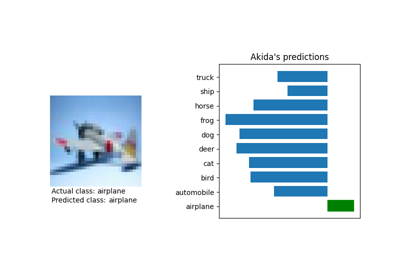 Akida's predictions
truck
ship
horse
frog
dog
deer
cat
bird
automobile
airplane
Actual class: airplane
Predicted class: airplane